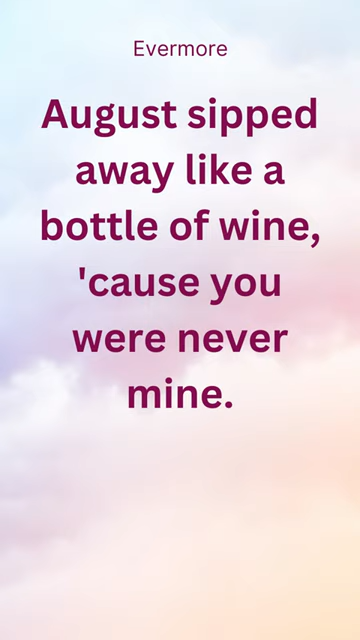 Evermore
August sipped
away like a
bottle of wine,
'cause you
were never
mine.